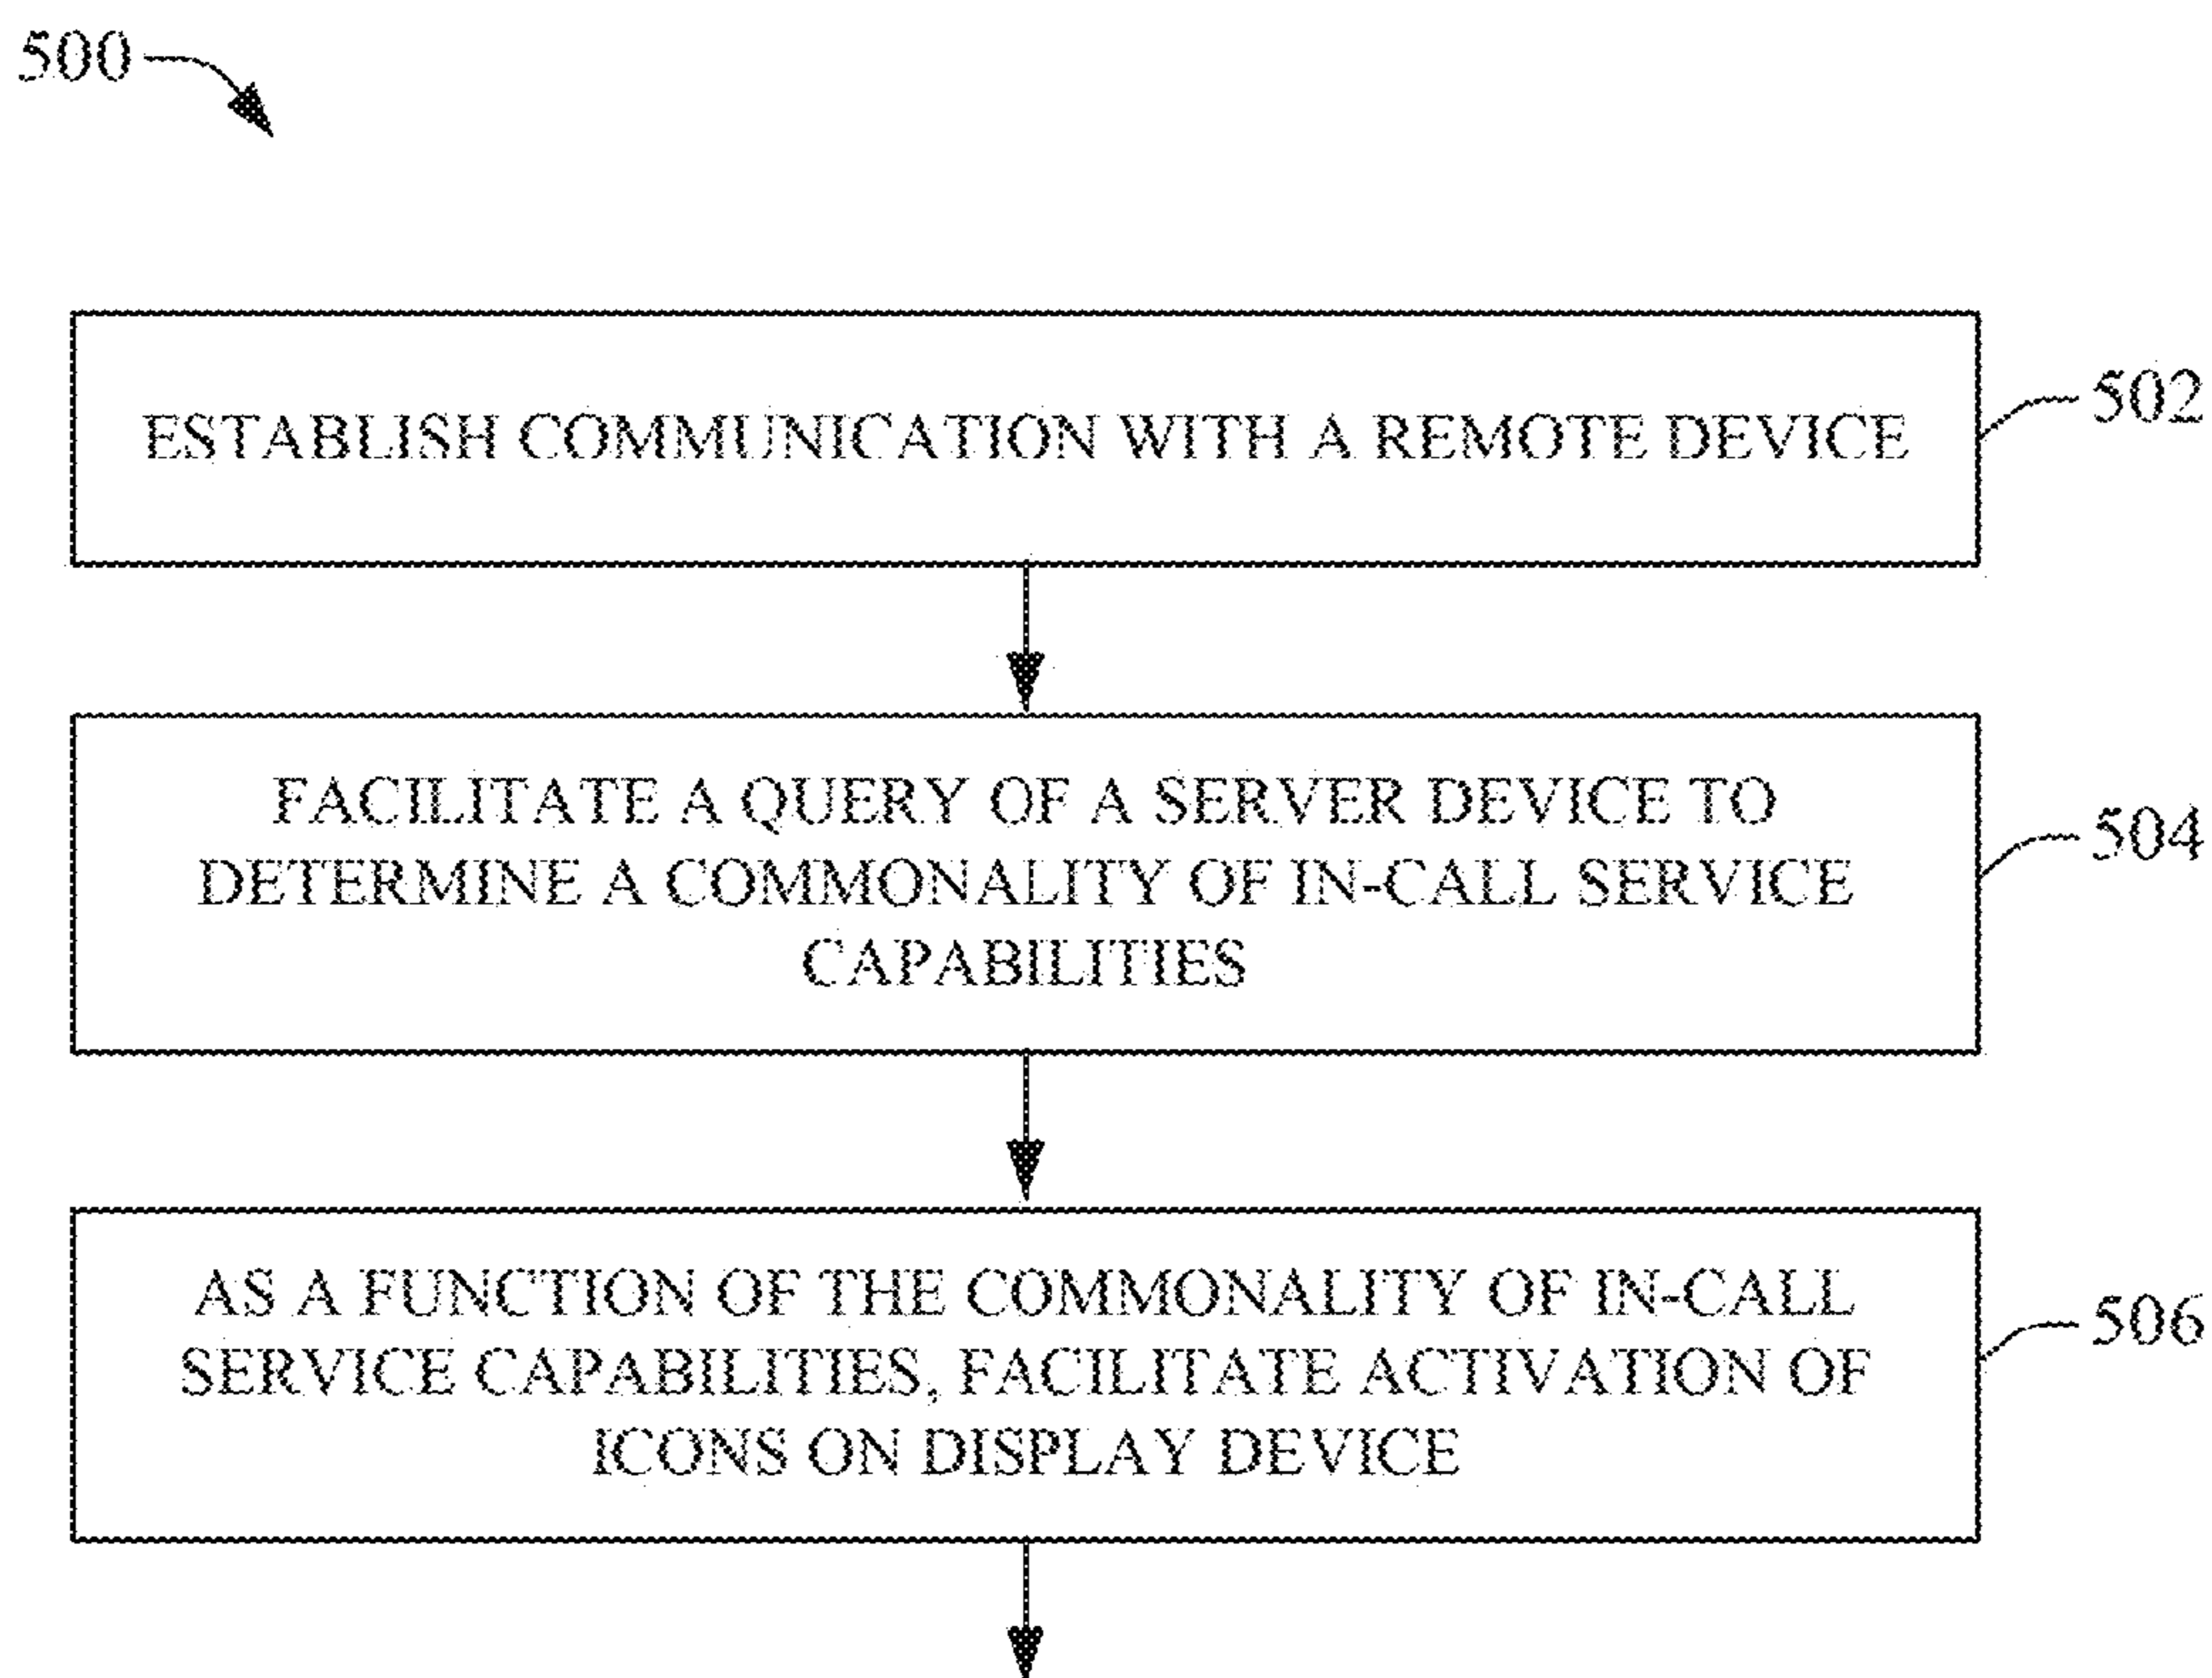 500
ESTABLISH COMMUNICATION WITH A REMOTE DEVICE
502
FACILITATE A QUERY OF A SERVER DEVICE TO
DETERMINE A COMMONALITY OF IN-CALL SERVICE
CAPABILITIES
504
AS A FUNCTION OF THE COMMONALITY OF IN-CALL
SERVICE CAPABILITIES, FACILITATE ACTIVATION OF
ICONS ON DISPLAY DEVICE
506